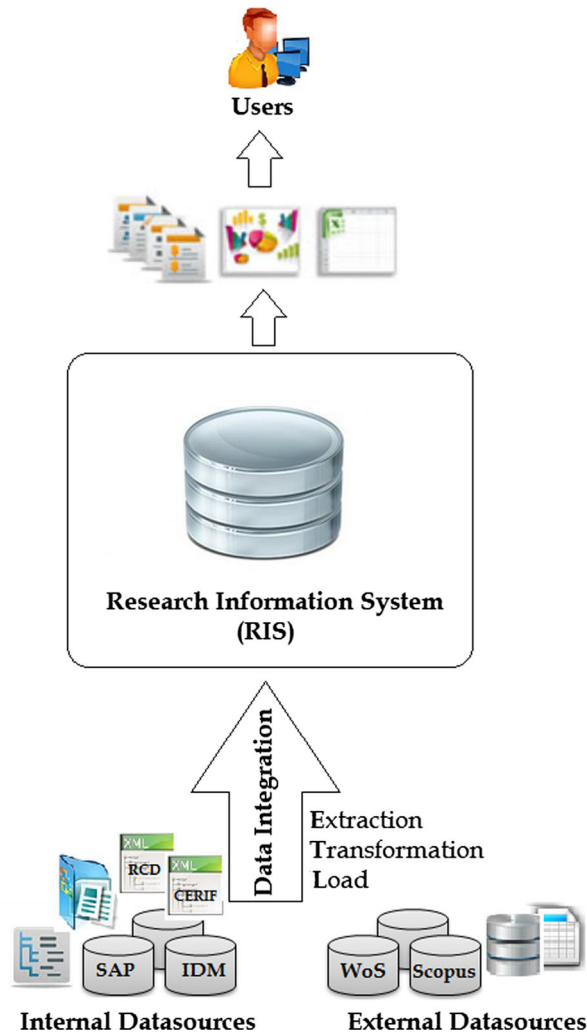 Users
Research Information System
(RIS)
Data Integration
Extraction
Transformation
Load
XML
RCD
XML
CERIF
SAP
IDM
WoS
Scopus
Internal Datasources
External Datasources